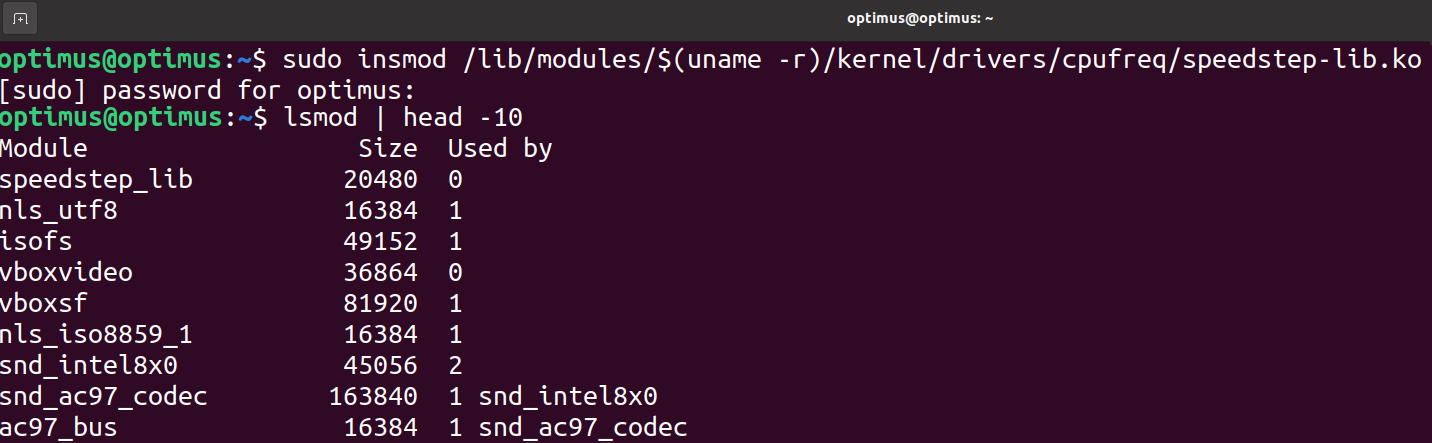 optimus@optimus: ~
optimus@optimus:~$ sudo insmod /lib/modules/$(uname -r)/kernel/drivers/cpufreq/speedstep-lib.ko
[sudo] password for optimus:
optimus@optimus:~$ lsmod | head -10
Module                  Size  Used by
speedstep_lib          20480  0
nls_utf8               16384  1
isofs                  49152  1
vboxvideo              36864  0
vboxsf                 81920  1
nls_iso8859_1          16384  1
snd_intel8x0           45056  2
snd_ac97_codec        163840  1 snd_intel8x0
ac97_bus               16384  1 snd_ac97_codec